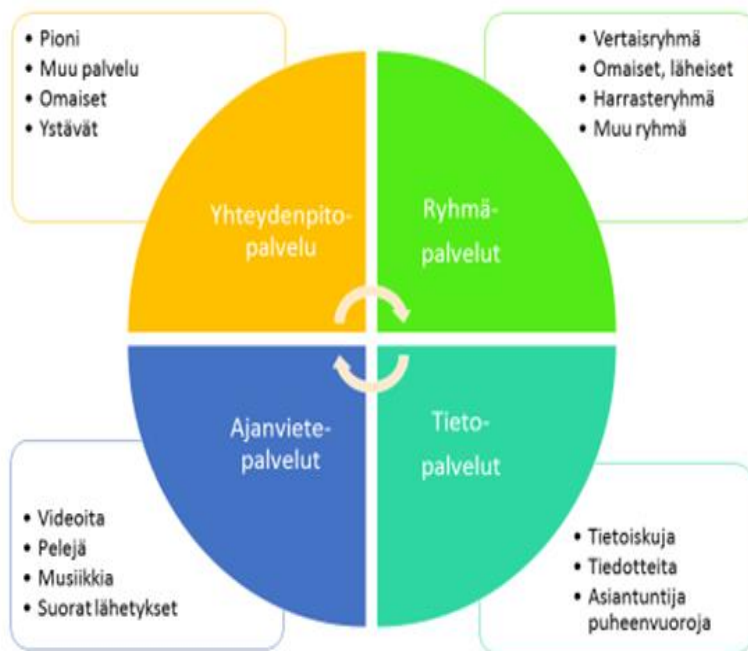 • Pioni
• Muu palvelu
• Omaiset
• Ystävät
• Vertaisryhmä
• Omaiset, läheiset
• Harrasteryhmä
• Muu ryhmä
Yhteydenpito-
palvelu
Ryhmä-
palvelut
Ajanviete-
palvelut
Tieto-
palvelut
• Videoita
• Pelejä
• Musiikkia
• Suorat lähetykset
• Tietoiskuja
• Tiedotteita
• Asiantuntija
puheenvuoroja